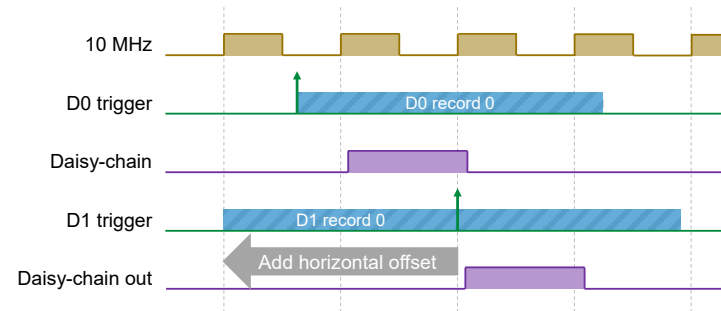 10 MHz
D0 trigger
D0 record 0
Daisy-chain
D1 trigger
D1 record 0
Add horizontal offset
Daisy-chain out